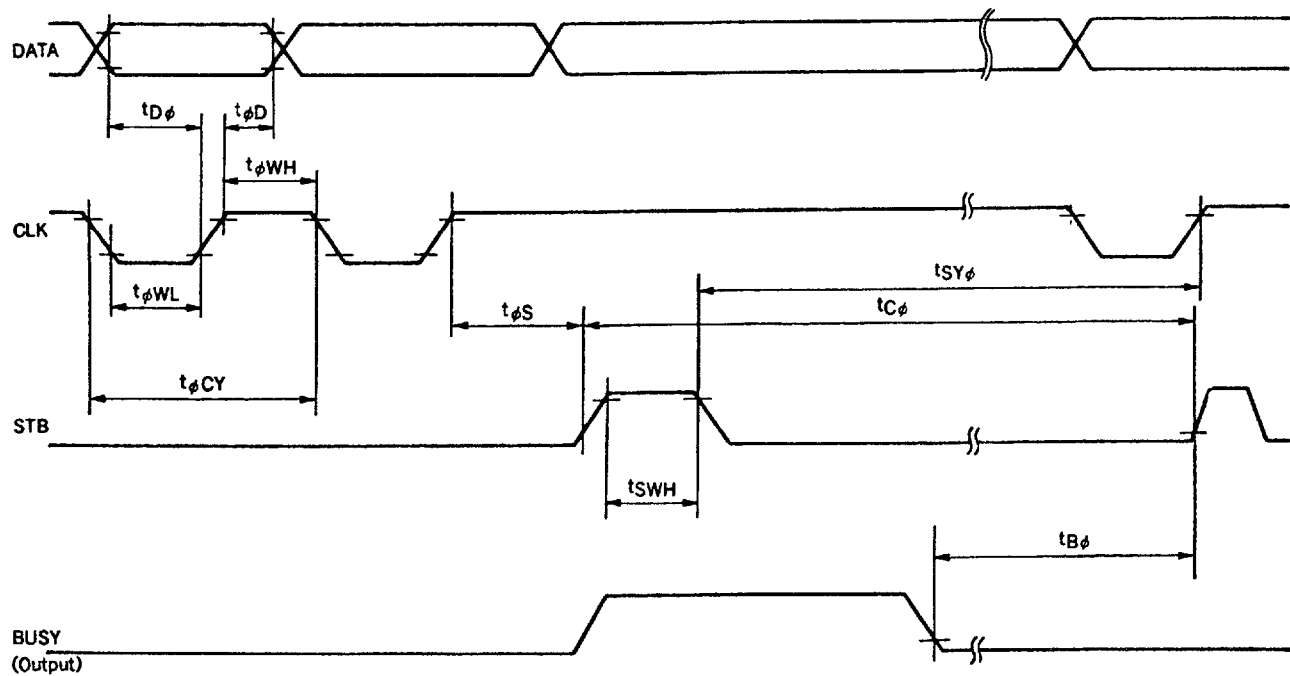 DATA
tDφ
tφD
tφWH
CLK
tφWL
tSYφ
tφS
tCφ
tφCY
STB
tSWH
tBφ
BUSY
(Output)